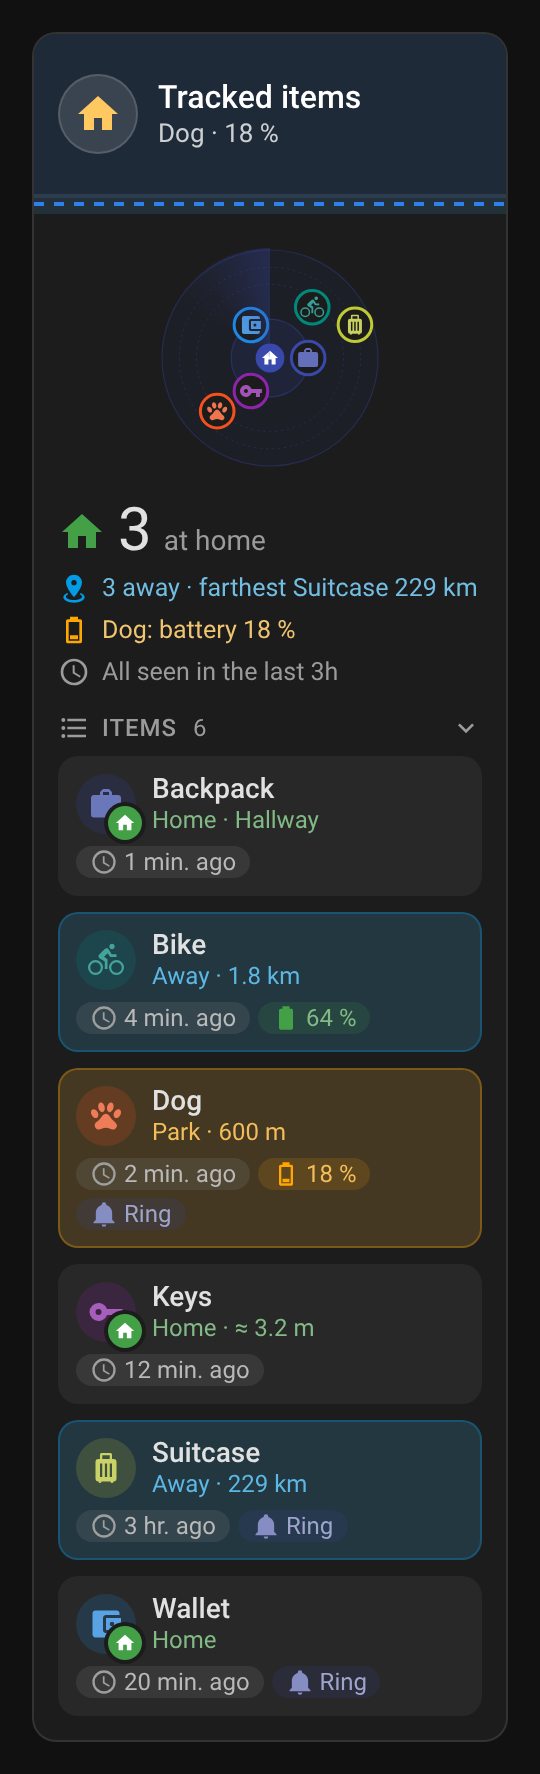 Tracked items
Dog · 18 %
3 at home
3 away · farthest Suitcase 229 km
Dog: battery 18 %
All seen in the last 3h
ITEMS 6
Backpack
Home · Hallway
1 min. ago
Bike
Away · 1.8 km
4 min. ago 64 %
Dog
Park · 600 m
2 min. ago 18 %
Ring
Keys
Home · ≈ 3.2 m
12 min. ago
Suitcase
Away · 229 km
3 hr. ago Ring
Wallet
Home
20 min. ago Ring